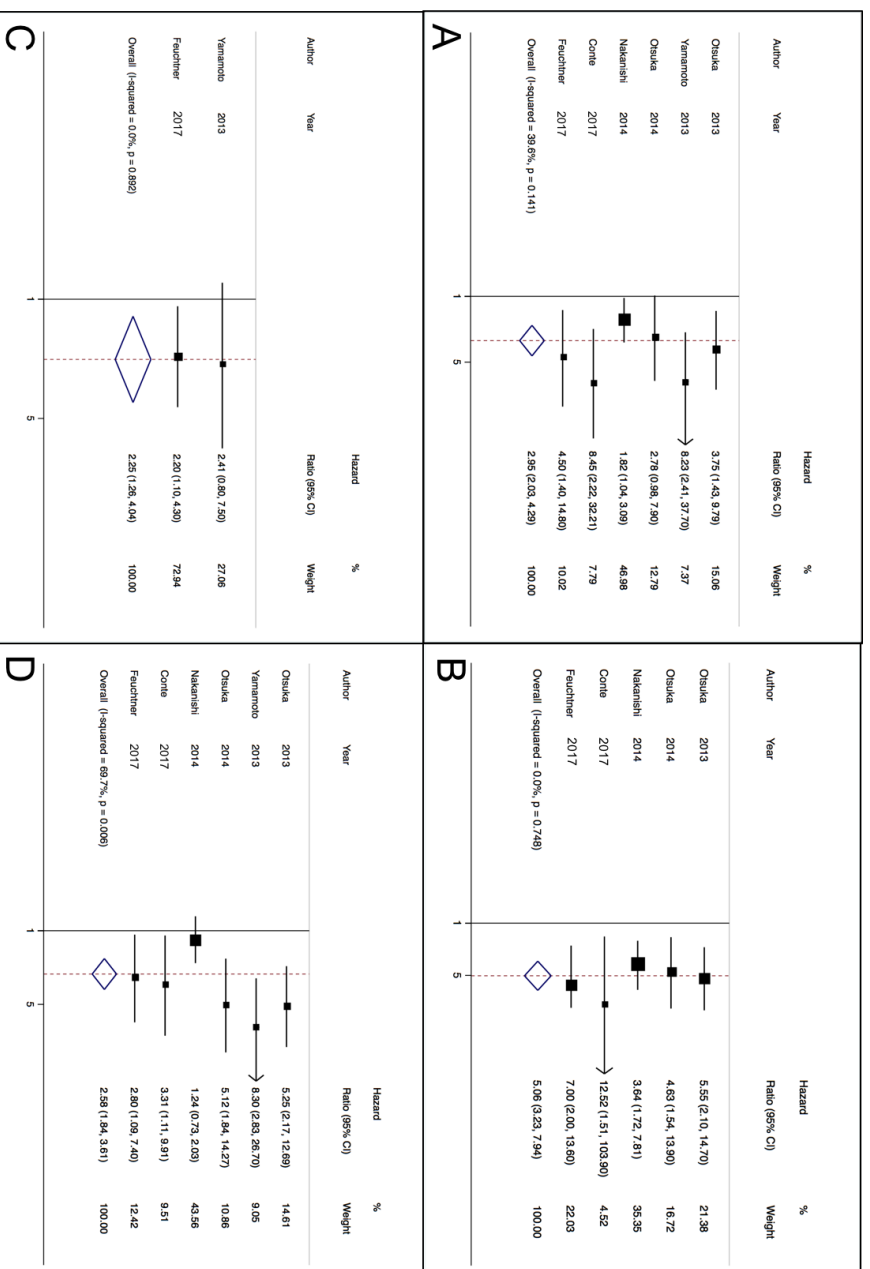 A
Author Year Hazard Ratio (95% CI) % Weight
Otsuka 2013 3.75 (1.43, 9.79) 15.06
Yamamoto 2013 8.23 (2.41, 37.70) 7.37
Otsuka 2014 2.78 (0.98, 7.90) 12.79
Nakanishi 2014 1.82 (1.04, 3.09) 46.98
Conte 2017 8.45 (2.22, 32.21) 7.79
Feuchtner 2017 4.50 (1.40, 14.80) 10.02
Overall (I-squared = 39.6%, p = 0.141) 2.95 (2.03, 4.29) 100.00
1 5
B
Author Year Hazard Ratio (95% CI) % Weight
Otsuka 2013 5.55 (2.10, 14.70) 21.38
Otsuka 2014 4.63 (1.54, 13.90) 16.72
Nakanishi 2014 3.64 (1.72, 7.81) 35.35
Conte 2017 12.52 (1.51, 103.90) 4.52
Feuchtner 2017 7.00 (2.00, 13.60) 22.03
Overall (I-squared = 0.0%, p = 0.748) 5.06 (3.23, 7.94) 100.00
1 5
C
Author Year Hazard Ratio (95% CI) % Weight
Yamamoto 2013 2.41 (0.80, 7.50) 27.06
Feuchtner 2017 2.20 (1.10, 4.30) 72.94
Overall (I-squared = 0.0%, p = 0.892) 2.25 (1.26, 4.04) 100.00
1 5
D
Author Year Hazard Ratio (95% CI) % Weight
Otsuka 2013 5.25 (2.17, 12.69) 14.61
Yamamoto 2013 8.30 (2.83, 26.70) 9.05
Otsuka 2014 5.12 (1.84, 14.27) 10.86
Nakanishi 2014 1.24 (0.73, 2.03) 43.56
Conte 2017 3.31 (1.11, 9.91) 9.51
Feuchtner 2017 2.80 (1.09, 7.40) 12.42
Overall (I-squared = 69.7%, p = 0.006) 2.58 (1.84, 3.61) 100.00
1 5